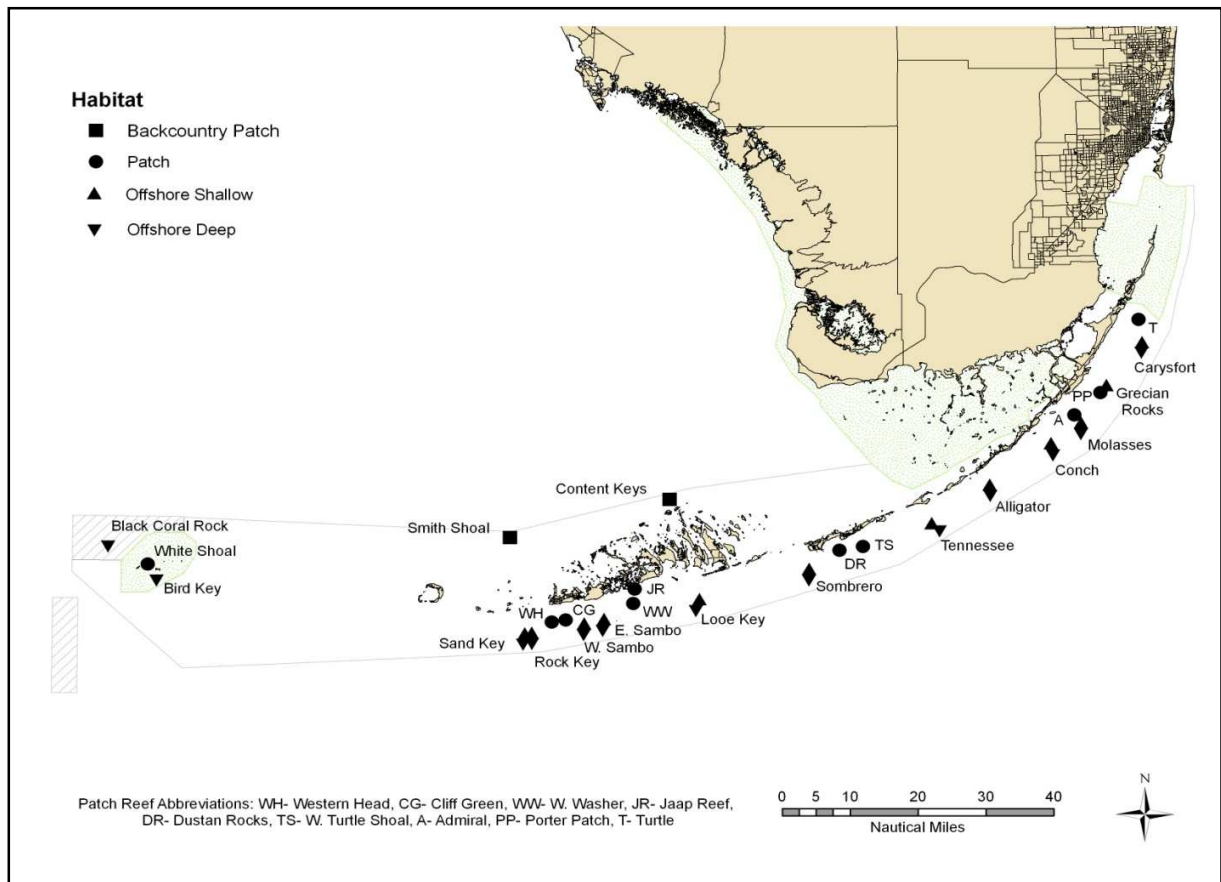 Habitat
Backcountry Patch
Patch
Offshore Shallow
Offshore Deep
T
Carysfort
PP
Grecian
Rocks
A
Molasses
Conch
Content Keys
Alligator
Smith Shoal
Black Coral Rock
Tennessee
TS
White Shoal
DR
Bird Key
Sombrero
JR
WH
CG
WW
Looe Key
E. Sambo
Sand Key
W. Sambo
Rock Key
N
Patch Reef Abbreviations: WH- Western Head, CG- Cliff Green, WW- W. Washer, JR- Jaap Reef,
DR- Dustan Rocks, TS- W. Turtle Shoal, A- Admiral, PP- Porter Patch, T- Turtle
0 5 10 20 30 40
Nautical Miles